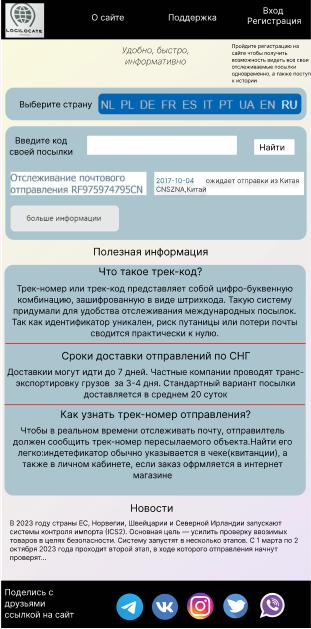 LOGILOCATE
О сайте
Поддержка
Вход
Регистрация
Удобно, быстро,
информативно
Пройдите регистрацию на
сайте чтобы получить
возможность видеть все свои
отслеживаемые посылки
одновременно, а также поступ
к истории
Выберите страну
NL PL DE FR ES IT PT UA EN RU
Введите код
своей посылки
Найти
Отслеживание почтового
отправления RF975974795CN
2017-10-04 ожидает отправки из Китая
CNSZNA,Китай
больше информации
Полезная информация
Что такое трек-код?
Трек-номер или трек-код представляет собой цифро-буквенную
комбинацию, зашифрованную в виде штрихкода. Такую систему
придумали для удобства отслеживания международных посылок.
Так как идентификатор уникален, риск путаницы или потери почты
сводится практически к нулю.
Сроки доставки отправлений по СНГ
Доставкии могут идти до 7 дней. Частные компании проводят транс-
экспортировку грузов за 3-4 дня. Стандартный вариант посылки
доставляется в среднем 20 суток
Как узнать трек-номер отправления?
Чтобы в реальном времени отслеживать почту, отправитель
должен сообщить трек-номер пересылаемого объекта.Найти его
легко:индетефикатор обычно указывается в чеке(квитанции), а
также в личном кабинете, если заказ офрмляется в интернет
магазине
Новости
В 2023 году страны ЕС, Норвегии, Швейцарии и Северной Ирландии запускают
системы контроля импорта (ICS2). Основная цель — усилить проверку ввозимых
товаров в целях безопасности. Систему запустят в несколько этапов. С 1 марта по 2
октября 2023 года проходит второй этап, в ходе которого отправления начнут
проверят...
Поделись с
друзьями
ссылкой на сайт